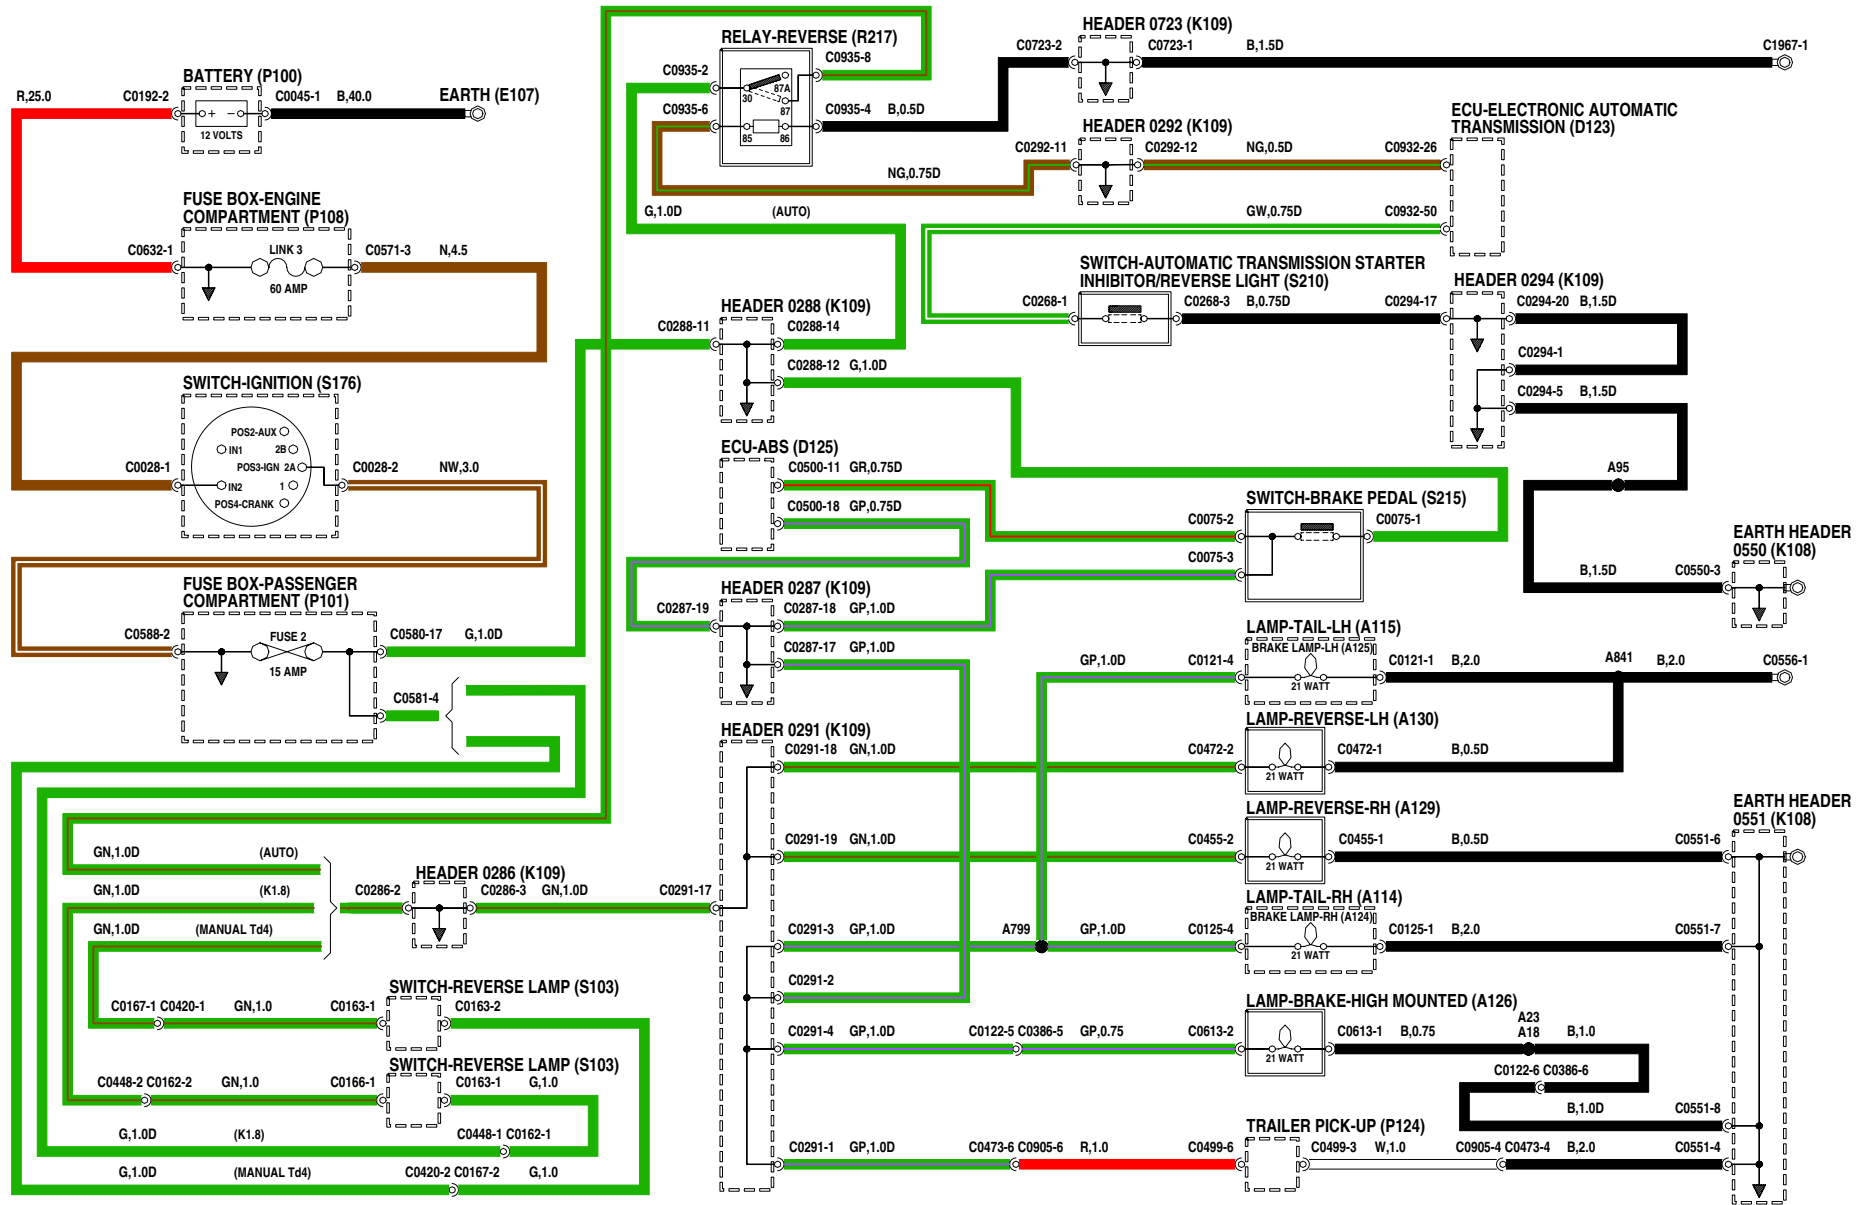 BATTERY (P100)
R,25.0
C0192-2
C0045-1
B,40.0
EARTH (E107)
+ −
12 VOLTS
FUSE BOX-ENGINE
COMPARTMENT (P108)
C0632-1
LINK 3
60 AMP
C0571-3
N,4.5
SWITCH-IGNITION (S176)
POS2-AUX
IN1
2B
POS3-IGN
2A
IN2
1
POS4-CRANK
C0028-1
C0028-2
NW,3.0
FUSE BOX-PASSENGER
COMPARTMENT (P101)
C0588-2
FUSE 2
15 AMP
C0580-17
G,1.0D
C0581-4
GN,1.0D
(AUTO)
GN,1.0D
(K1.8)
GN,1.0D
(MANUAL Td4)
HEADER 0286 (K109)
C0286-2
C0286-3
GN,1.0D
C0291-17
SWITCH-REVERSE LAMP (S103)
C0167-1 C0420-1
GN,1.0
C0163-1
C0163-2
SWITCH-REVERSE LAMP (S103)
C0448-2 C0162-2
GN,1.0
C0166-1
C0163-1
G,1.0
G,1.0D
(K1.8)
C0448-1 C0162-1
G,1.0D
(MANUAL Td4)
C0420-2 C0167-2
G,1.0
RELAY-REVERSE (R217)
C0935-2
C0935-8
C0935-6
C0935-4
B,0.5D
30
87A
87
85
86
G,1.0D
(AUTO)
NG,0.75D
HEADER 0723 (K109)
C0723-2
C0723-1
B,1.5D
C1967-1
HEADER 0292 (K109)
C0292-11
C0292-12
NG,0.5D
C0932-26
ECU-ELECTRONIC AUTOMATIC
TRANSMISSION (D123)
GW,0.75D
C0932-50
SWITCH-AUTOMATIC TRANSMISSION STARTER
INHIBITOR/REVERSE LIGHT (S210)
C0268-1
C0268-3
B,0.75D
C0294-17
HEADER 0294 (K109)
C0294-20
B,1.5D
C0294-1
C0294-5
B,1.5D
A95
HEADER 0288 (K109)
C0288-11
C0288-14
C0288-12
G,1.0D
ECU-ABS (D125)
C0500-11
GR,0.75D
C0500-18
GP,0.75D
SWITCH-BRAKE PEDAL (S215)
C0075-2
C0075-1
C0075-3
EARTH HEADER
0550 (K108)
B,1.5D
C0550-3
HEADER 0287 (K109)
C0287-19
C0287-18
GP,1.0D
C0287-17
GP,1.0D
LAMP-TAIL-LH (A115)
BRAKE LAMP-LH (A125)
21 WATT
GP,1.0D
C0121-4
C0121-1
B,2.0
A841
B,2.0
C0556-1
HEADER 0291 (K109)
C0291-18
GN,1.0D
LAMP-REVERSE-LH (A130)
C0472-2
21 WATT
C0472-1
B,0.5D
C0291-19
GN,1.0D
LAMP-REVERSE-RH (A129)
C0455-2
21 WATT
C0455-1
B,0.5D
C0551-6
EARTH HEADER
0551 (K108)
C0291-3
GP,1.0D
A799
GP,1.0D
LAMP-TAIL-RH (A114)
BRAKE LAMP-RH (A124)
21 WATT
C0125-4
C0125-1
B,2.0
C0551-7
C0291-2
C0291-4
GP,1.0D
C0122-5 C0386-5
GP,0.75
LAMP-BRAKE-HIGH MOUNTED (A126)
C0613-2
21 WATT
C0613-1
B,0.75
A23
A18
B,1.0
C0122-6 C0386-6
B,1.0D
C0551-8
C0291-1
GP,1.0D
C0473-6 C0905-6
R,1.0
C0499-6
TRAILER PICK-UP (P124)
C0499-3
W,1.0
C0905-4 C0473-4
B,2.0
C0551-4